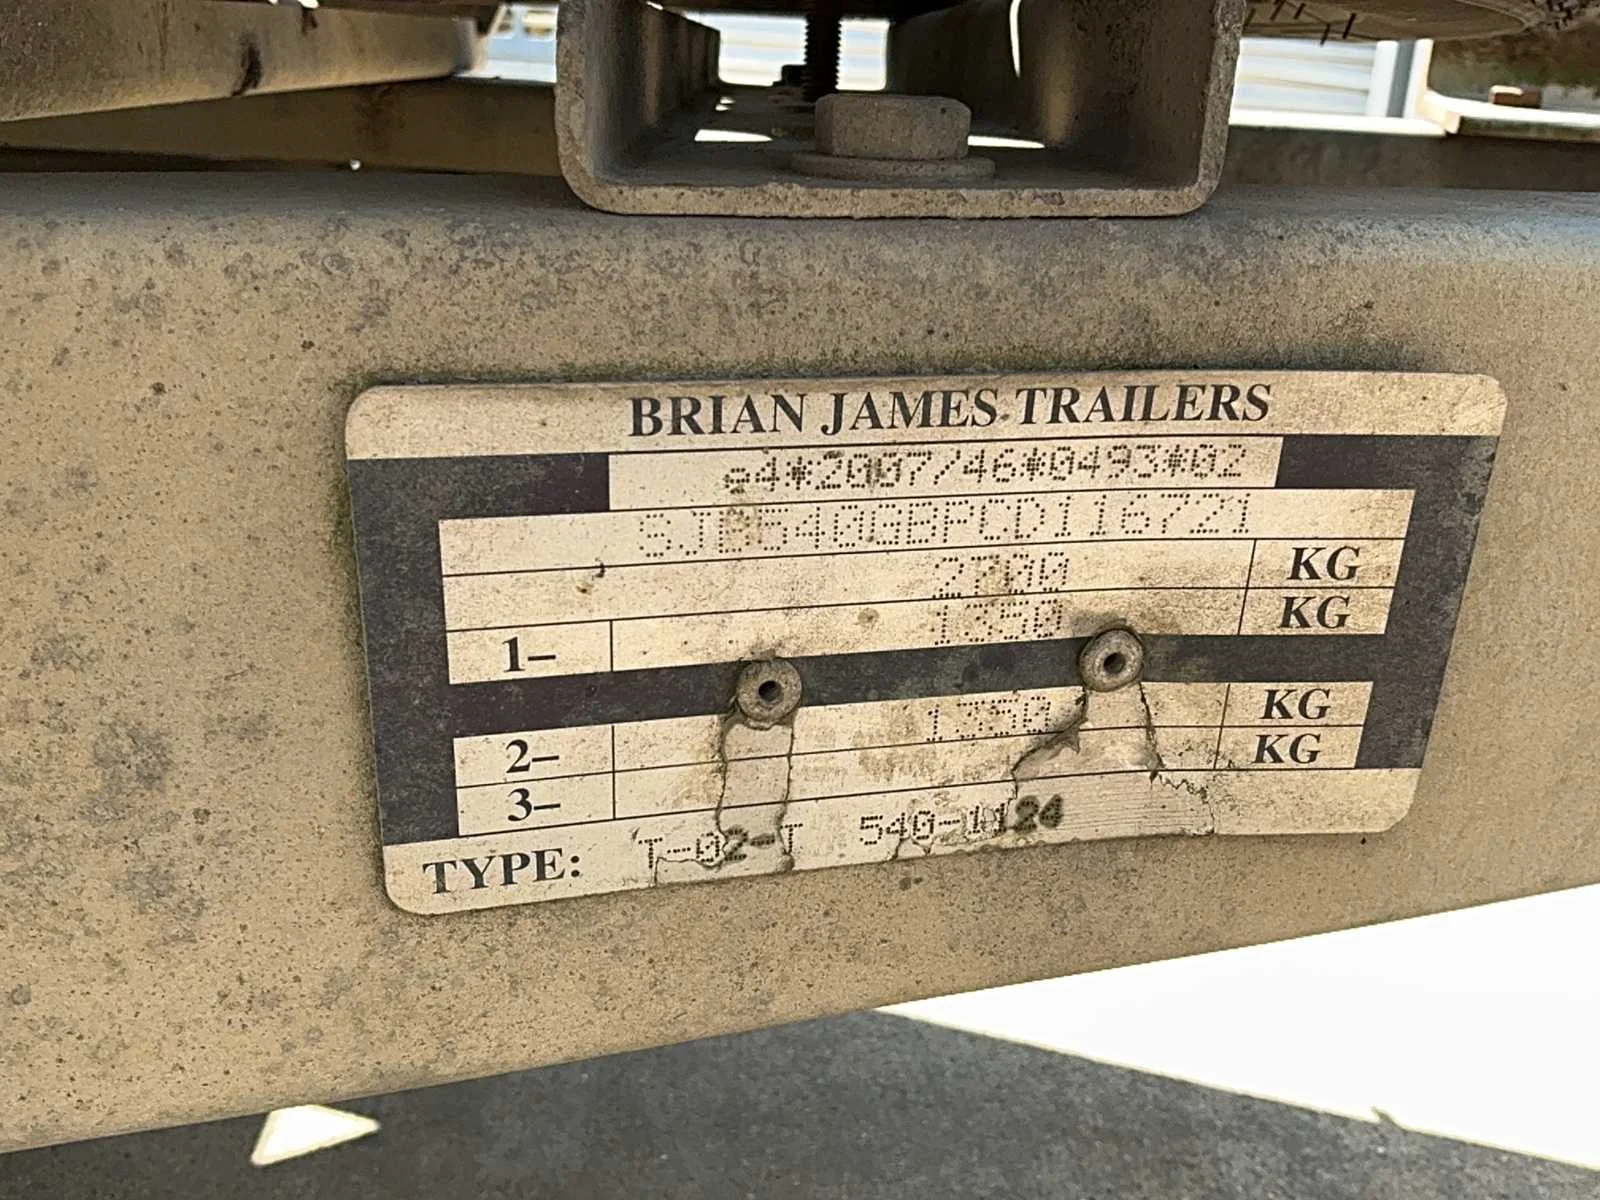 BRIAN JAMES TRAILERS
e4*2007/46*0493*02
SJB540GBPCD116721
2700 KG
1- 1350 KG
2- 1350 KG
3- KG
TYPE: T-02-T 540-1124